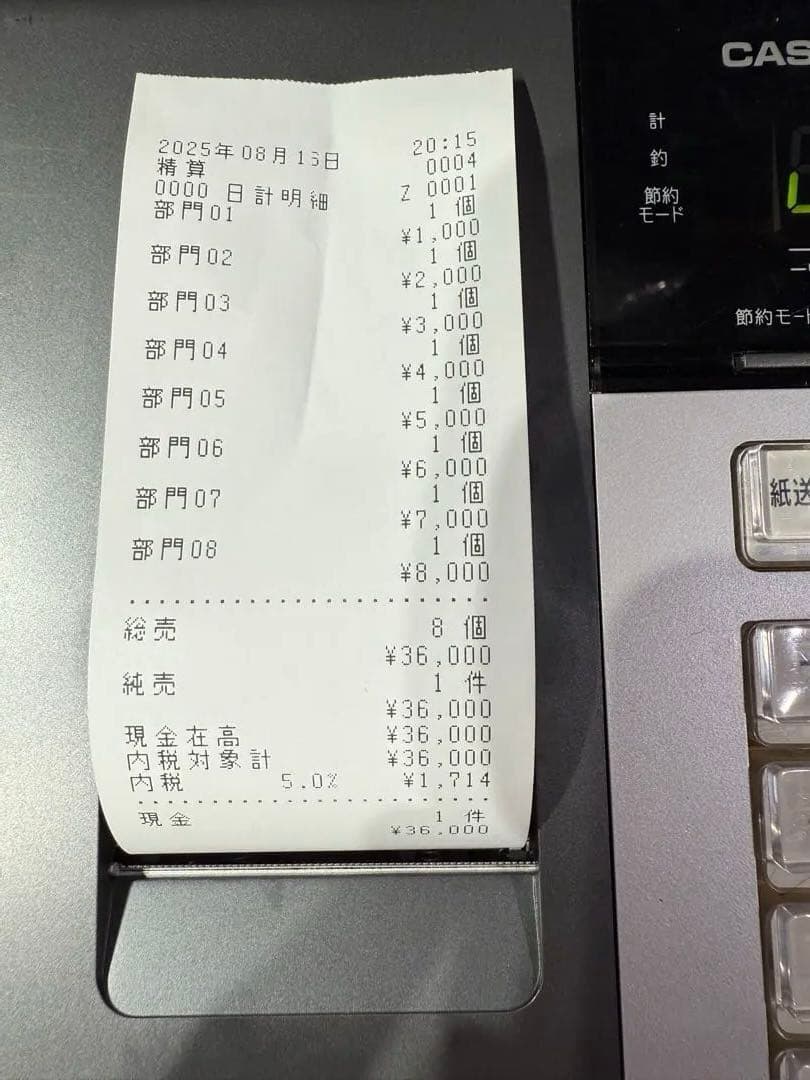 2025年08月16日 20:15
精算 0004
0000 日計明細 Z 0001
部門01 1 個
¥1,000
部門02 1 個
¥2,000
部門03 1 個
¥3,000
部門04 1 個
¥4,000
部門05 1 個
¥5,000
部門06 1 個
¥6,000
部門07 1 個
¥7,000
部門08 1 個
¥8,000
総売 8 個
¥36,000
純売 1 件
¥36,000
現金在高 ¥36,000
内税対象計 ¥36,000
内税 5.0% ¥1,714
現金 1 件
¥36,000
CAS
計
釣
節約
モード
節約モー
紙送